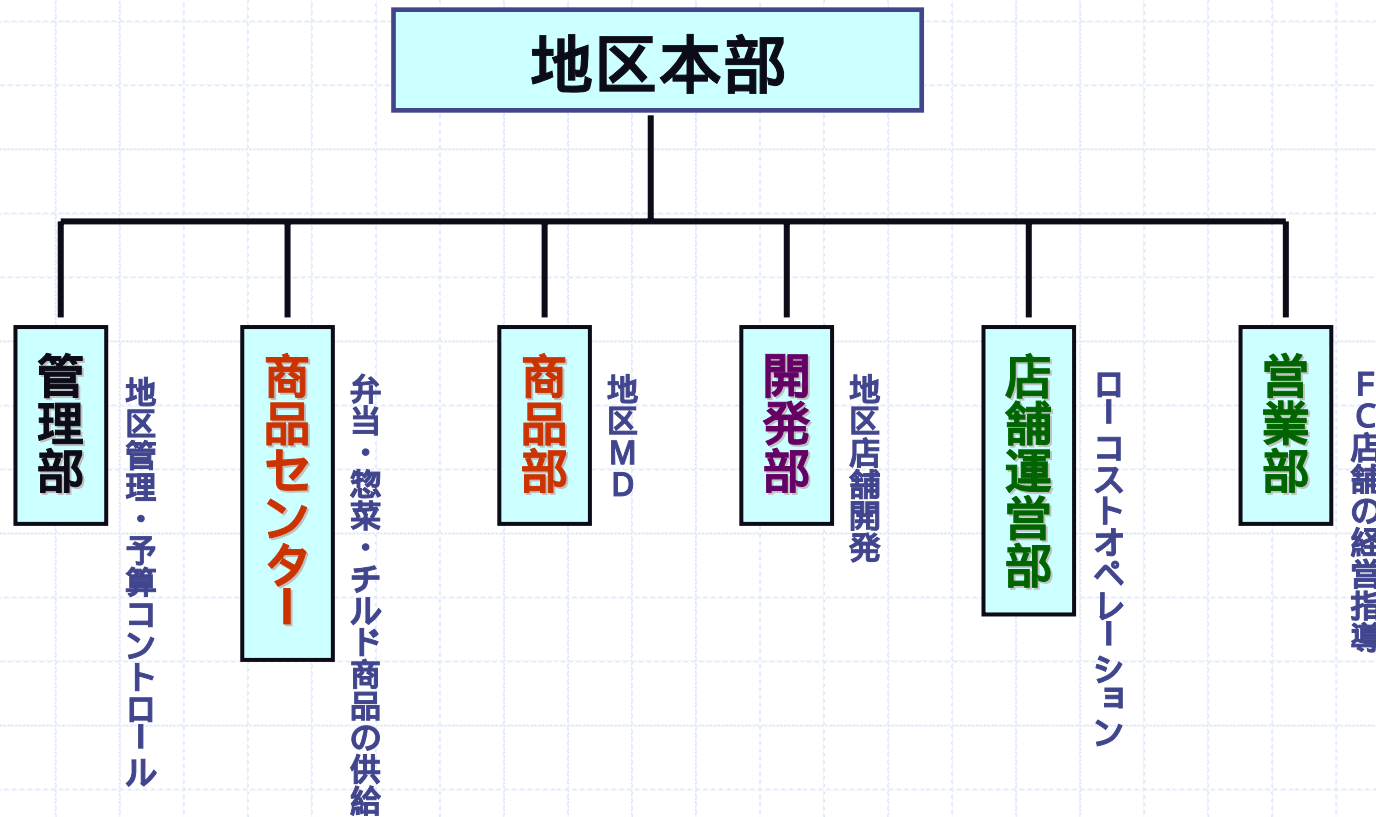 地区本部
管理部
地区管理・予算コントロール
商品センター
弁当・惣菜・チルド商品の供給
商品部
地区ＭＤ
開発部
地区店舗開発
店舗運営部
ローコストオペレーション
営業部
ＦＣ店舗の経営指導